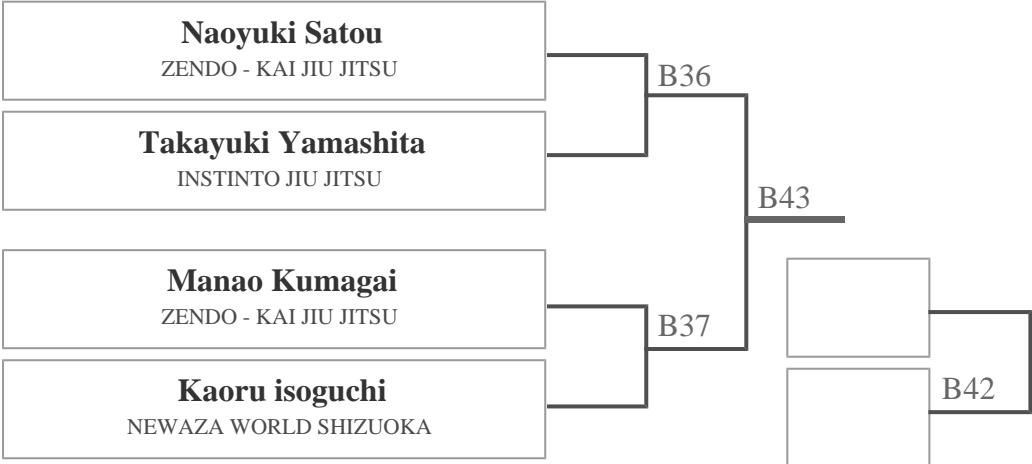 Naoyuki Satou
ZENDO - KAI JIU JITSU
B36
Takayuki Yamashita
INSTINTO JIU JITSU
B43
Manao Kumagai
ZENDO - KAI JIU JITSU
B37
Kaoru isoguchi
NEWAZA WORLD SHIZUOKA
B42